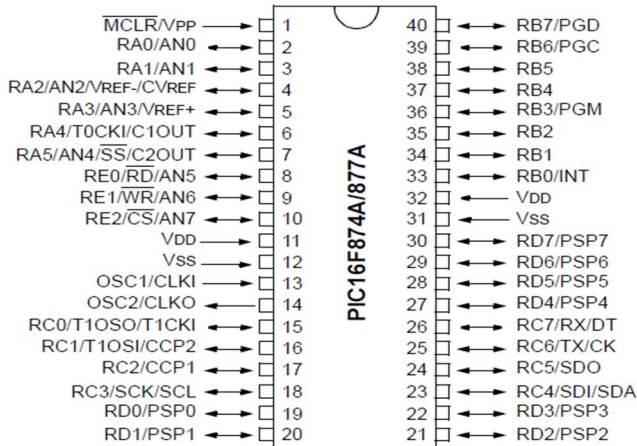 MCLR/VPP 1 40 RB7/PGD
RA0/AN0 2 39 RB6/PGC
RA1/AN1 3 38 RB5
RA2/AN2/VREF-/CVREF 4 37 RB4
RA3/AN3/VREF+ 5 36 RB3/PGM
RA4/T0CKI/C1OUT 6 35 RB2
RA5/AN4/SS/C2OUT 7 34 RB1
RE0/RD/AN5 8 33 RB0/INT
RE1/WR/AN6 9 32 VDD
RE2/CS/AN7 10 31 VSS
VDD 11 30 RD7/PSP7
VSS 12 29 RD6/PSP6
OSC1/CLKI 13 28 RD5/PSP5
OSC2/CLKO 14 27 RD4/PSP4
RC0/T1OSO/T1CKI 15 26 RC7/RX/DT
RC1/T1OSI/CCP2 16 25 RC6/TX/CK
RC2/CCP1 17 24 RC5/SDO
RC3/SCK/SCL 18 23 RC4/SDI/SDA
RD0/PSP0 19 22 RD3/PSP3
RD1/PSP1 20 21 RD2/PSP2
PIC16F874A/877A